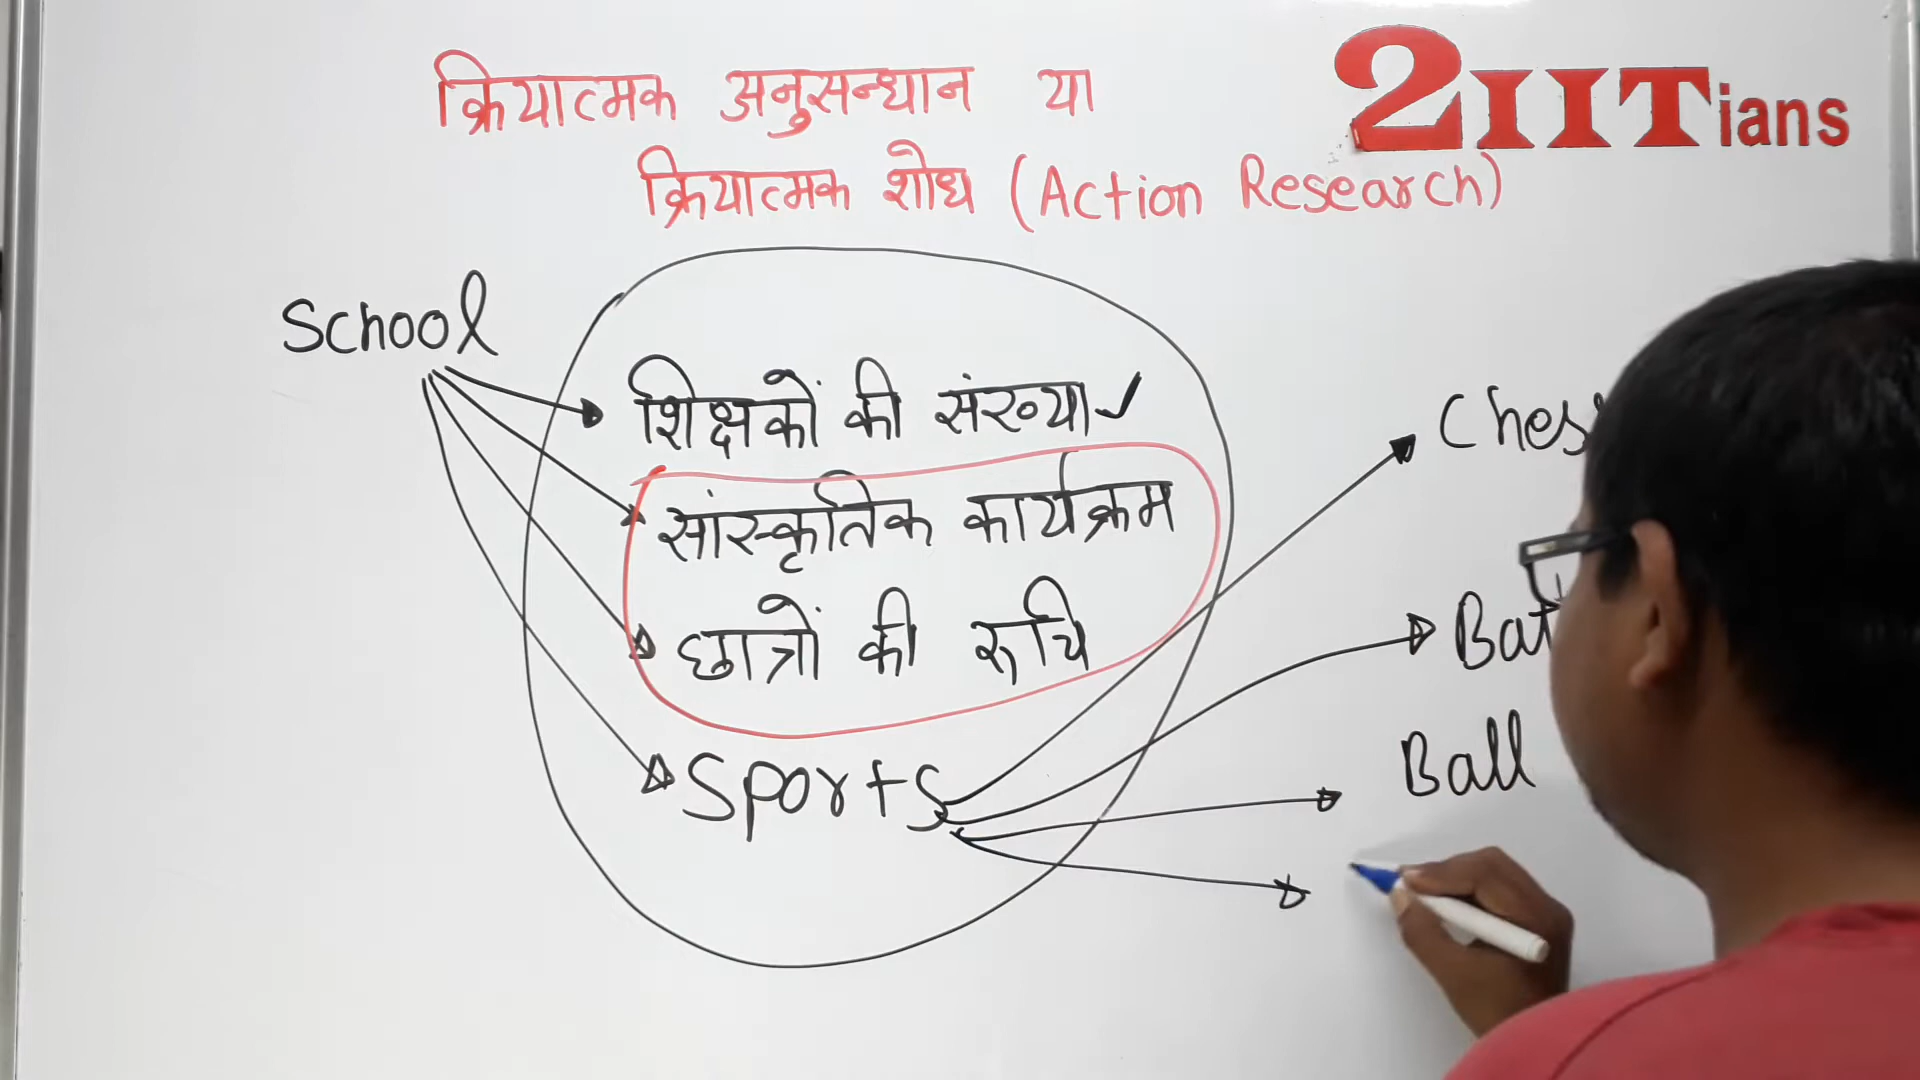 क्रियात्मक अनुसन्धान या
2IITians
क्रियात्मक शोध (Action Research)
School
शिक्षकों की संख्या
सांस्कृतिक कार्यक्रम
छात्रों की रुचि
Sports
Ball